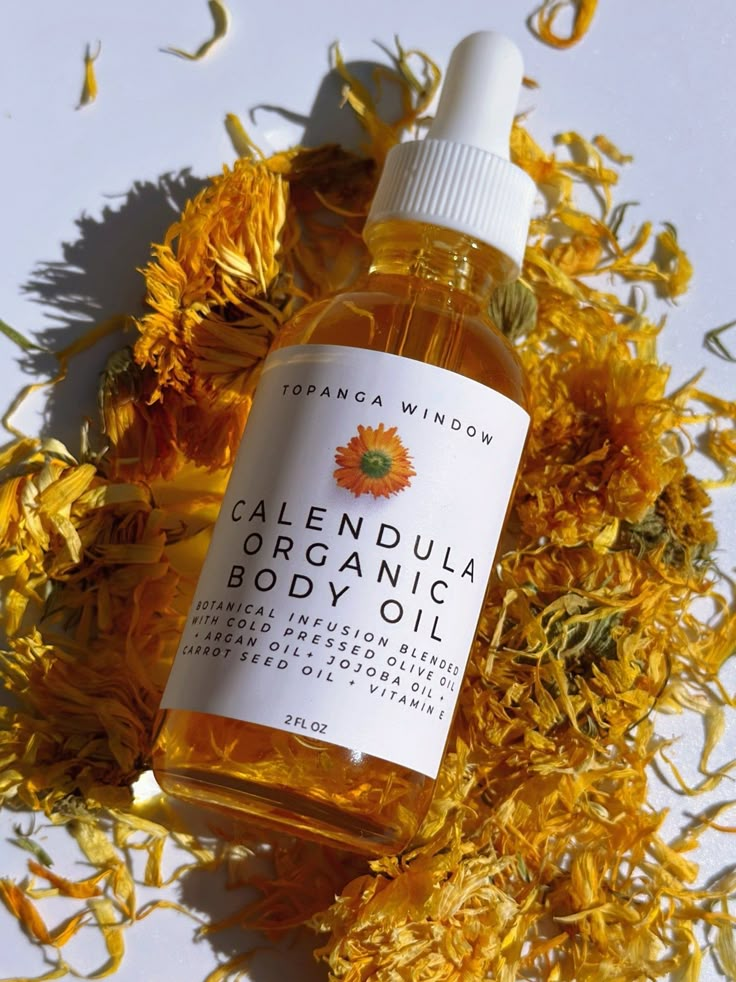 TOPANGA WINDOW
CALENDULA
ORGANIC
BODY OIL
BOTANICAL INFUSION BLENDED
WITH COLD PRESSED OLIVE OIL
+ ARGAN OIL+ JOJOBA OIL +
CARROT SEED OIL + VITAMIN E
2 FL OZ